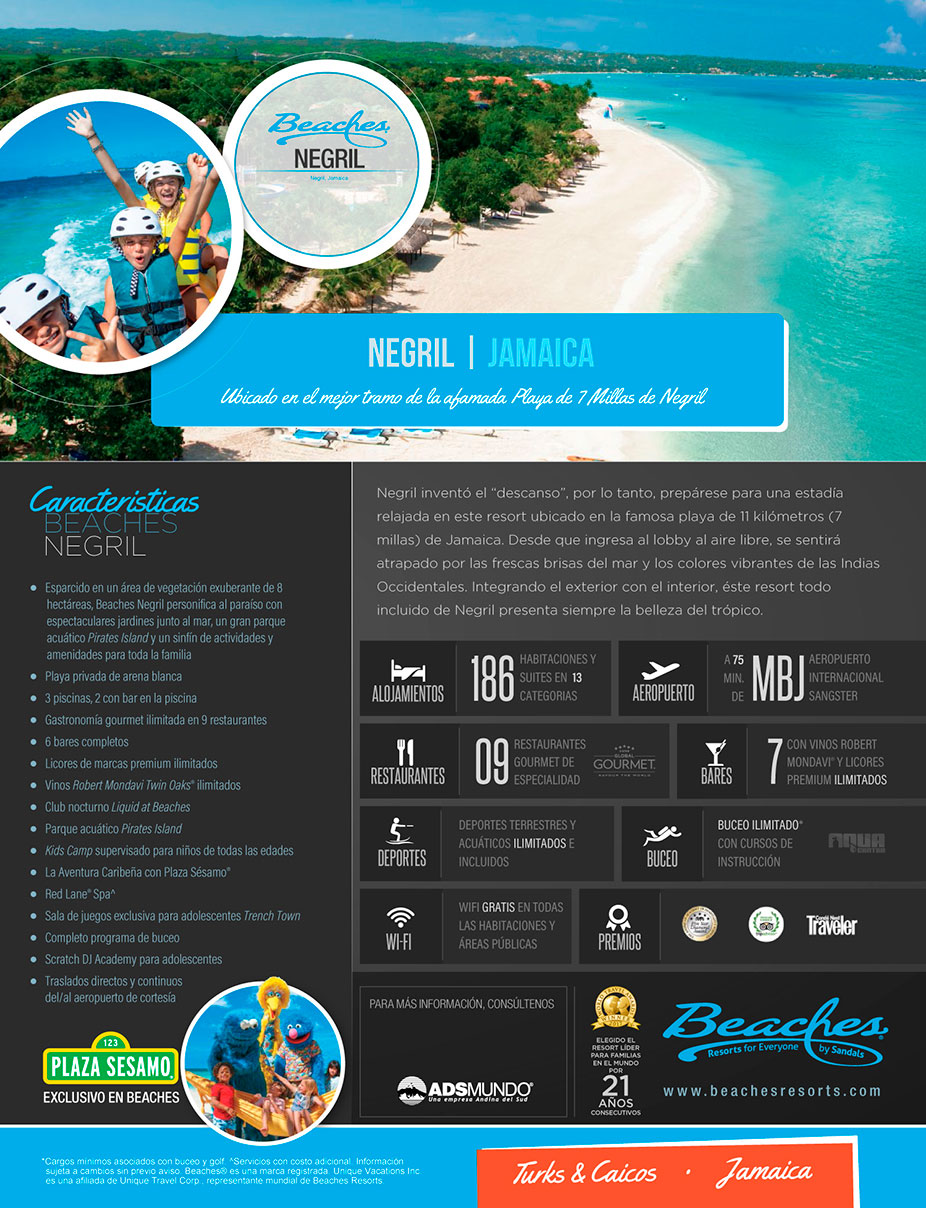 Beaches®
NEGRIL
Negril, Jamaica
NEGRIL | JAMAICA
Ubicado en el mejor tramo de la afamada Playa de 7 Millas de Negril
Características
BEACHES
NEGRIL
• Esparcido en un área de vegetación exuberante de 8
hectáreas, Beaches Negril personifica al paraíso con
espectaculares jardines junto al mar, un gran parque
acuático Pirates Island y un sinfín de actividades y
amenidades para toda la familia
• Playa privada de arena blanca
• 3 piscinas, 2 con bar en la piscina
• Gastronomía gourmet ilimitada en 9 restaurantes
• 6 bares completos
• Licores de marcas premium ilimitados
• Vinos Robert Mondavi Twin Oaks® ilimitados
• Club nocturno Liquid at Beaches
• Parque acuático Pirates Island
• Kids Camp supervisado para niños de todas las edades
• La Aventura Caribeña con Plaza Sésamo®
• Red Lane® Spa^
• Sala de juegos exclusiva para adolescentes Trench Town
• Completo programa de buceo
• Scratch DJ Academy para adolescentes
• Traslados directos y continuos
del/al aeropuerto de cortesía
123
PLAZA SESAMO
EXCLUSIVO EN BEACHES
Negril inventó el “descanso”, por lo tanto, prepárese para una estadía
relajada en este resort ubicado en la famosa playa de 11 kilómetros (7
millas) de Jamaica. Desde que ingresa al lobby al aire libre, se sentirá
atrapado por las frescas brisas del mar y los colores vibrantes de las Indias
Occidentales. Integrando el exterior con el interior, éste resort todo
incluido de Negril presenta siempre la belleza del trópico.
ALOJAMIENTOS
186
HABITACIONES Y
SUITES EN 13
CATEGORIAS
AEROPUERTO
A 75
MIN.
DE
MBJ
AEROPUERTO
INTERNACIONAL
SANGSTER
RESTAURANTES
09
RESTAURANTES
GOURMET DE
ESPECIALIDAD
GLOBAL
GOURMET
BARES
7
CON VINOS ROBERT
MONDAVI® Y LICORES
PREMIUM ILIMITADOS
DEPORTES
DEPORTES TERRESTRES Y
ACUÁTICOS ILIMITADOS E
INCLUIDOS
BUCEO
BUCEO ILIMITADO*
CON CURSOS DE
INSTRUCCIÓN
AQUA
CENTER
WI-FI
WIFI GRATIS EN TODAS
LAS HABITACIONES Y
ÁREAS PÚBLICAS
PREMIOS
tripadvisor
Condé Nast
Traveler
PARA MÁS INFORMACIÓN, CONSÚLTENOS
ADSMUNDO®
Una empresa Andina del Sud
WINNER
2017
ELEGIDO EL
RESORT LÍDER
PARA FAMILIAS
EN EL MUNDO
POR
21
AÑOS
CONSECUTIVOS
Beaches®
Resorts for Everyone by Sandals
www.beachesresorts.com
*Cargos mínimos asociados con buceo y golf. ^Servicios con costo adicional. Información
sujeta a cambios sin previo aviso. Beaches® es una marca registrada. Unique Vacations Inc
es una afiliada de Unique Travel Corp., representante mundial de Beaches Resorts.
Turks & Caicos · Jamaica